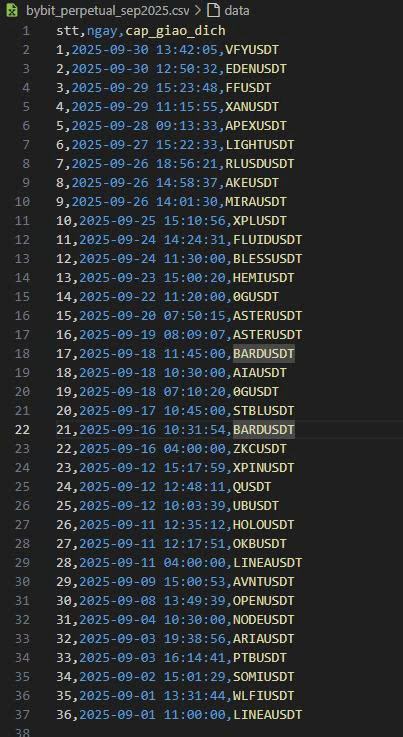 bybit_perpetual_sep2025.csv > data
1 stt,ngay,cap_giao_dich
2 1,2025-09-30 13:42:05,VFYUSDT
3 2,2025-09-30 12:50:32,EDENUSDT
4 3,2025-09-29 15:23:48,FFUSDT
5 4,2025-09-29 11:15:55,XANUSDT
6 5,2025-09-28 09:13:33,APEXUSDT
7 6,2025-09-27 15:22:33,LIGHTUSDT
8 7,2025-09-26 18:56:21,RLUSDUSDT
9 8,2025-09-26 14:58:37,AKEUSDT
10 9,2025-09-26 14:01:30,MIRAUSDT
11 10,2025-09-25 15:10:56,XPLUSDT
12 11,2025-09-24 14:24:31,FLUIDUSDT
13 12,2025-09-24 11:30:00,BLESSUSDT
14 13,2025-09-23 15:00:20,HEMIUSDT
15 14,2025-09-22 11:20:00,0GUSDT
16 15,2025-09-20 07:50:15,ASTERUSDT
17 16,2025-09-19 08:09:07,ASTERUSDT
18 17,2025-09-18 11:45:00,BARDUSDT
19 18,2025-09-18 10:30:00,AIAUSDT
20 19,2025-09-18 07:10:20,0GUSDT
21 20,2025-09-17 10:45:00,STBLUSDT
22 21,2025-09-16 10:31:54,BARDUSDT
23 22,2025-09-16 04:00:00,ZKCUSDT
24 23,2025-09-12 15:17:59,XPINUSDT
25 24,2025-09-12 12:48:11,QUSDT
26 25,2025-09-12 10:03:39,UBUSDT
27 26,2025-09-11 12:35:12,HOLOUSDT
28 27,2025-09-11 12:17:51,OKBUSDT
29 28,2025-09-11 04:00:00,LINEAUSDT
30 29,2025-09-09 15:00:53,AVNTUSDT
31 30,2025-09-08 13:49:39,OPENUSDT
32 31,2025-09-04 10:30:00,NODEUSDT
33 32,2025-09-03 19:38:56,ARIAUSDT
34 33,2025-09-03 16:14:41,PTBUSDT
35 34,2025-09-02 15:01:29,SOMIUSDT
36 35,2025-09-01 13:31:44,WLFIUSDT
37 36,2025-09-01 11:00:00,LINEAUSDT
38